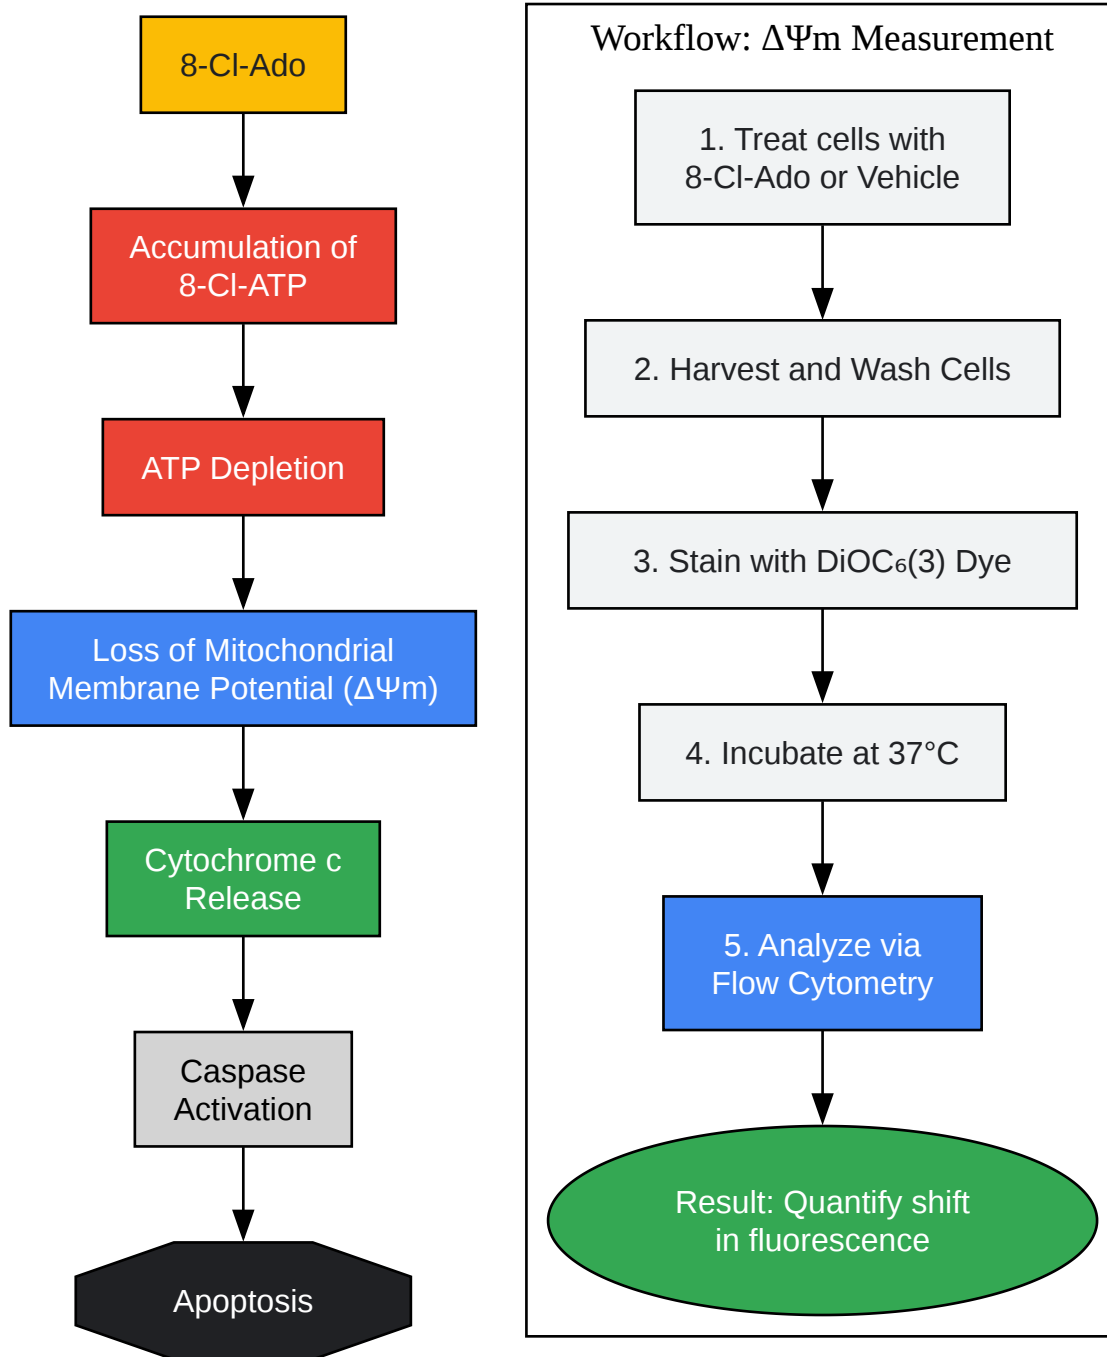 8-Cl-Ado
Accumulation of
8-Cl-ATP
ATP Depletion
Loss of Mitochondrial
Membrane Potential (ΔΨm)
Cytochrome c
Release
Caspase
Activation
Apoptosis
Workflow: ΔΨm Measurement
1. Treat cells with
8-Cl-Ado or Vehicle
2. Harvest and Wash Cells
3. Stain with DiOC₆(3) Dye
4. Incubate at 37°C
5. Analyze via
Flow Cytometry
Result: Quantify shift
in fluorescence